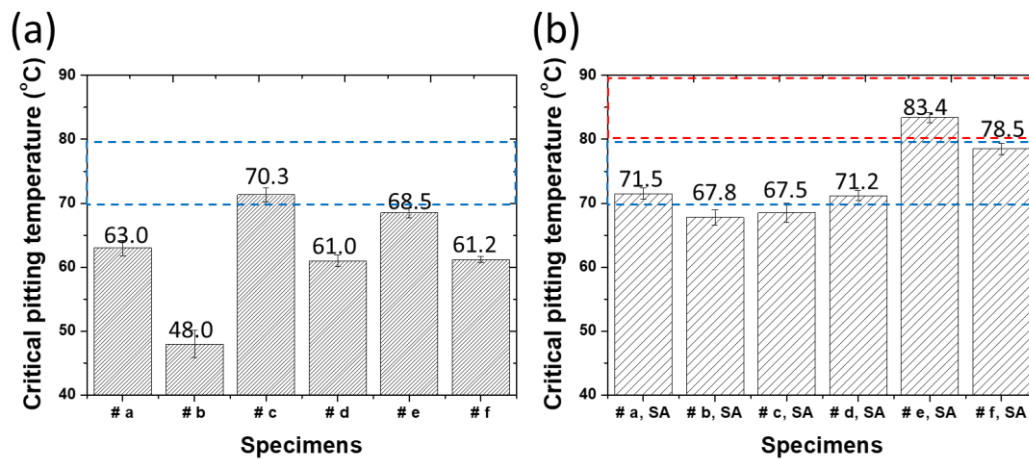 (a)
Critical pitting temperature (°C)
90
80
70
60
50
40
63.0
48.0
70.3
61.0
68.5
61.2
# a
# b
# c
# d
# e
# f
Specimens
(b)
Critical pitting temperature (°C)
90
80
70
60
50
40
71.5
67.8
67.5
71.2
83.4
78.5
# a, SA
# b, SA
# c, SA
# d, SA
# e, SA
# f, SA
Specimens